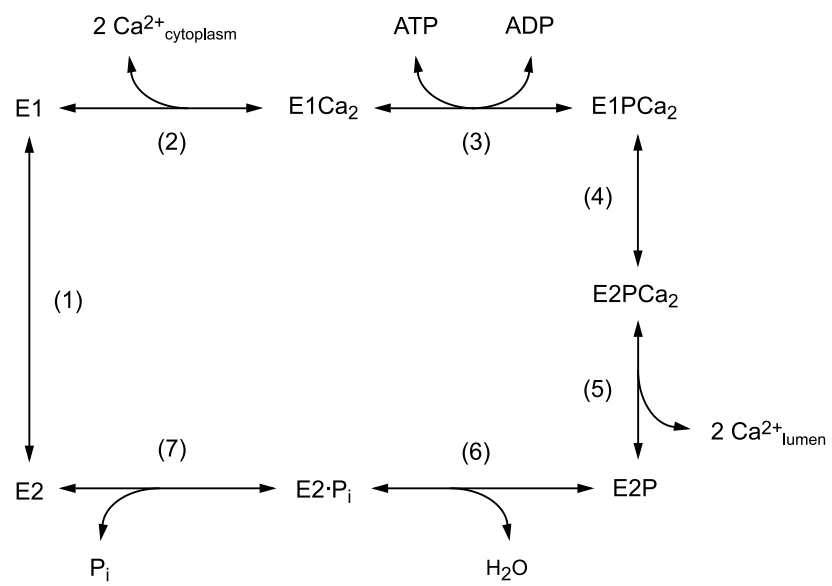 2 Ca²⁺cytoplasm ATP ADP
E1 E1Ca₂ E1PCa₂
(2) (3)
(4)
(1) E2PCa₂
(5)
2 Ca²⁺lumen
(7) (6)
E2 E2·Pᵢ E2P
Pᵢ H₂O